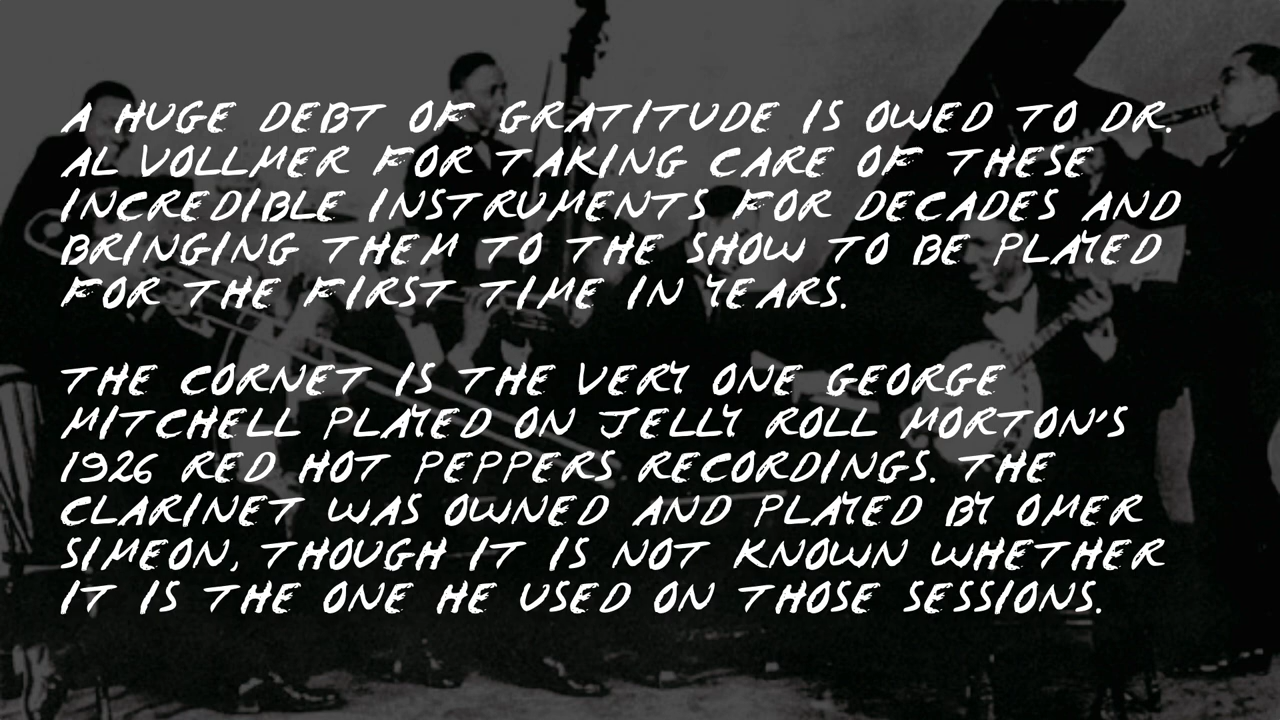 A HUGE DEBT OF GRATITUDE IS OWED TO DR.
AL VOLLMER FOR TAKING CARE OF THESE
INCREDIBLE INSTRUMENTS FOR DECADES AND
BRINGING THEM TO THE SHOW TO BE PLAYED
FOR THE FIRST TIME IN YEARS.
THE CORNET IS THE VERY ONE GEORGE
MITCHELL PLAYED ON JELLY ROLL MORTON'S
1926 RED HOT PEPPERS RECORDINGS. THE
CLARINET WAS OWNED AND PLAYED BY OMER
SIMEON, THOUGH IT IS NOT KNOWN WHETHER
IT IS THE ONE HE USED ON THOSE SESSIONS.